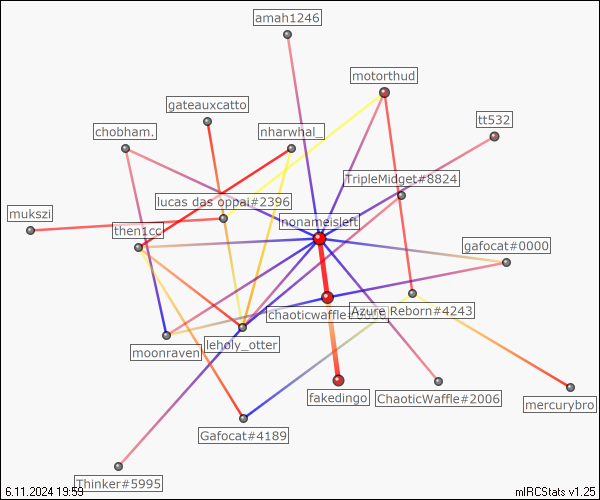 amah1246
motorthud
gateauxcatto
tt532
chobham.
nharwhal_
TripleMidget#8824
lucas das oppai#2396
mukszi
nonameisleft
then1cc
gafocat#0000
chaoticwaffle
Azure Reborn#4243
leholy_otter
moonraven
fakedingo
ChaoticWaffle#2006
mercurybro
Gafocat#4189
Thinker#5995
6.11.2024 19:59
mIRCStats v1.25